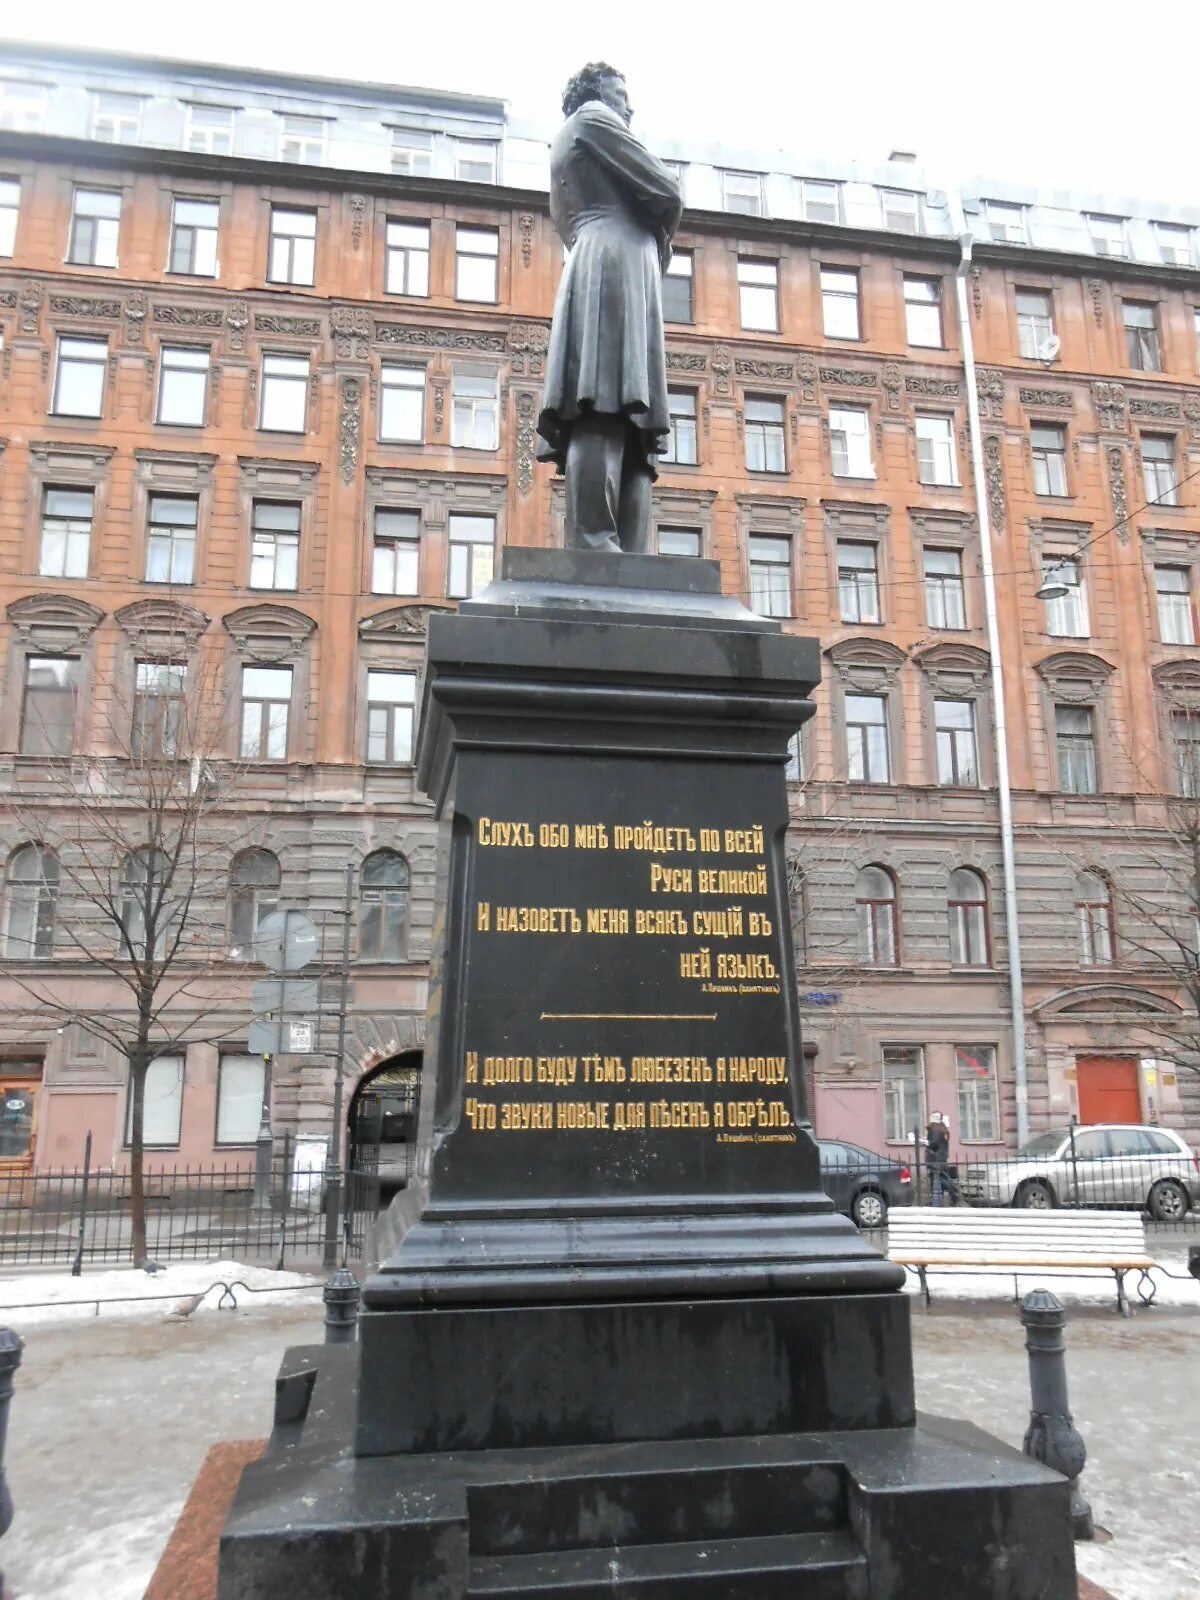 Слухъ обо мнѣ пройдетъ по всей
Руси великой
И назоветъ меня всякъ сущій въ
ней языкъ.
А. Пушкинъ (памятникъ)
И долго буду тѣмъ любезенъ я народу,
Что звуки новые для пѣсенъ я обрѣлъ.
А. Пушкинъ (памятникъ)
SALE